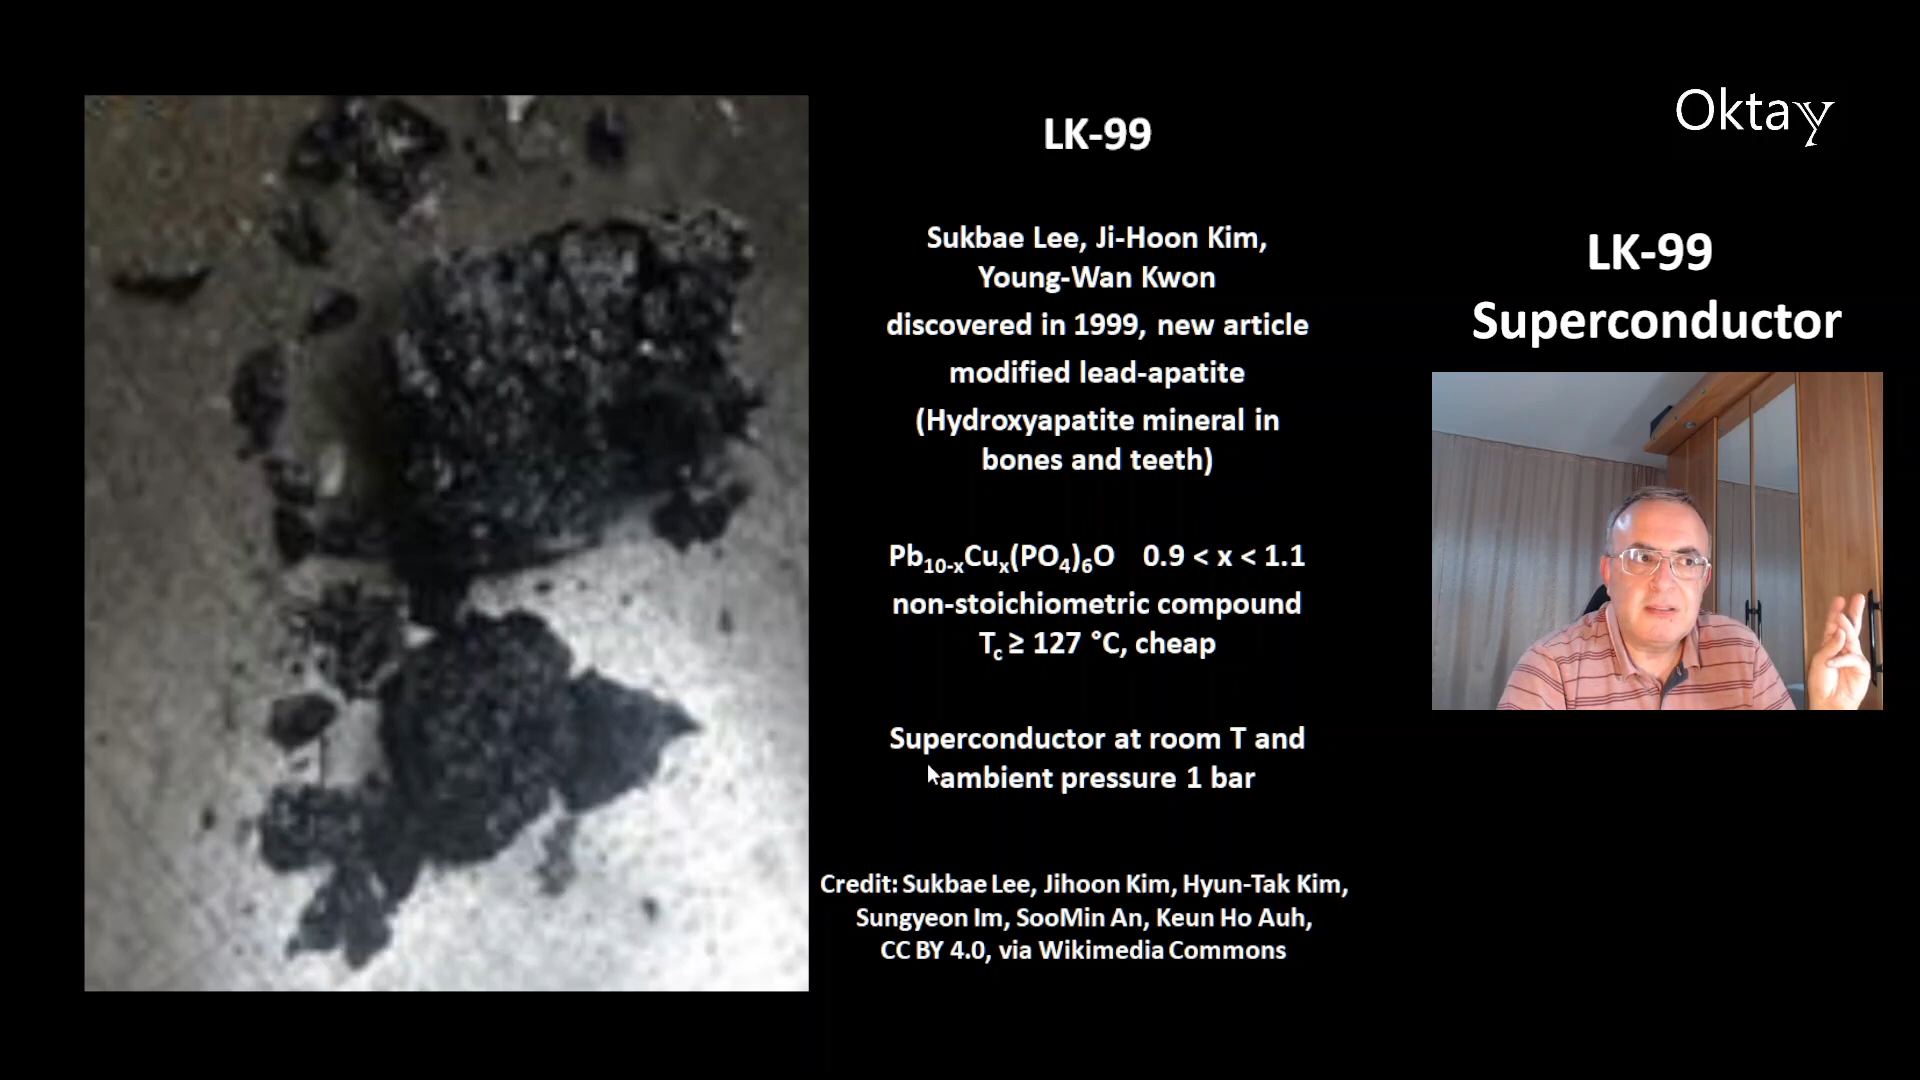 LK-99
Sukbae Lee, Ji-Hoon Kim,
Young-Wan Kwon
discovered in 1999, new article
modified lead-apatite
(Hydroxyapatite mineral in
bones and teeth)
Pb₁₀₋ₓCuₓ(PO₄)₆O 0.9 < x < 1.1
non-stoichiometric compound
T꜀ ≥ 127 °C, cheap
Superconductor at room T and
ambient pressure 1 bar
Credit: Sukbae Lee, Jihoon Kim, Hyun-Tak Kim,
Sungyeon Im, SooMin An, Keun Ho Auh,
CC BY 4.0, via Wikimedia Commons
Oktay
LK-99
Superconductor